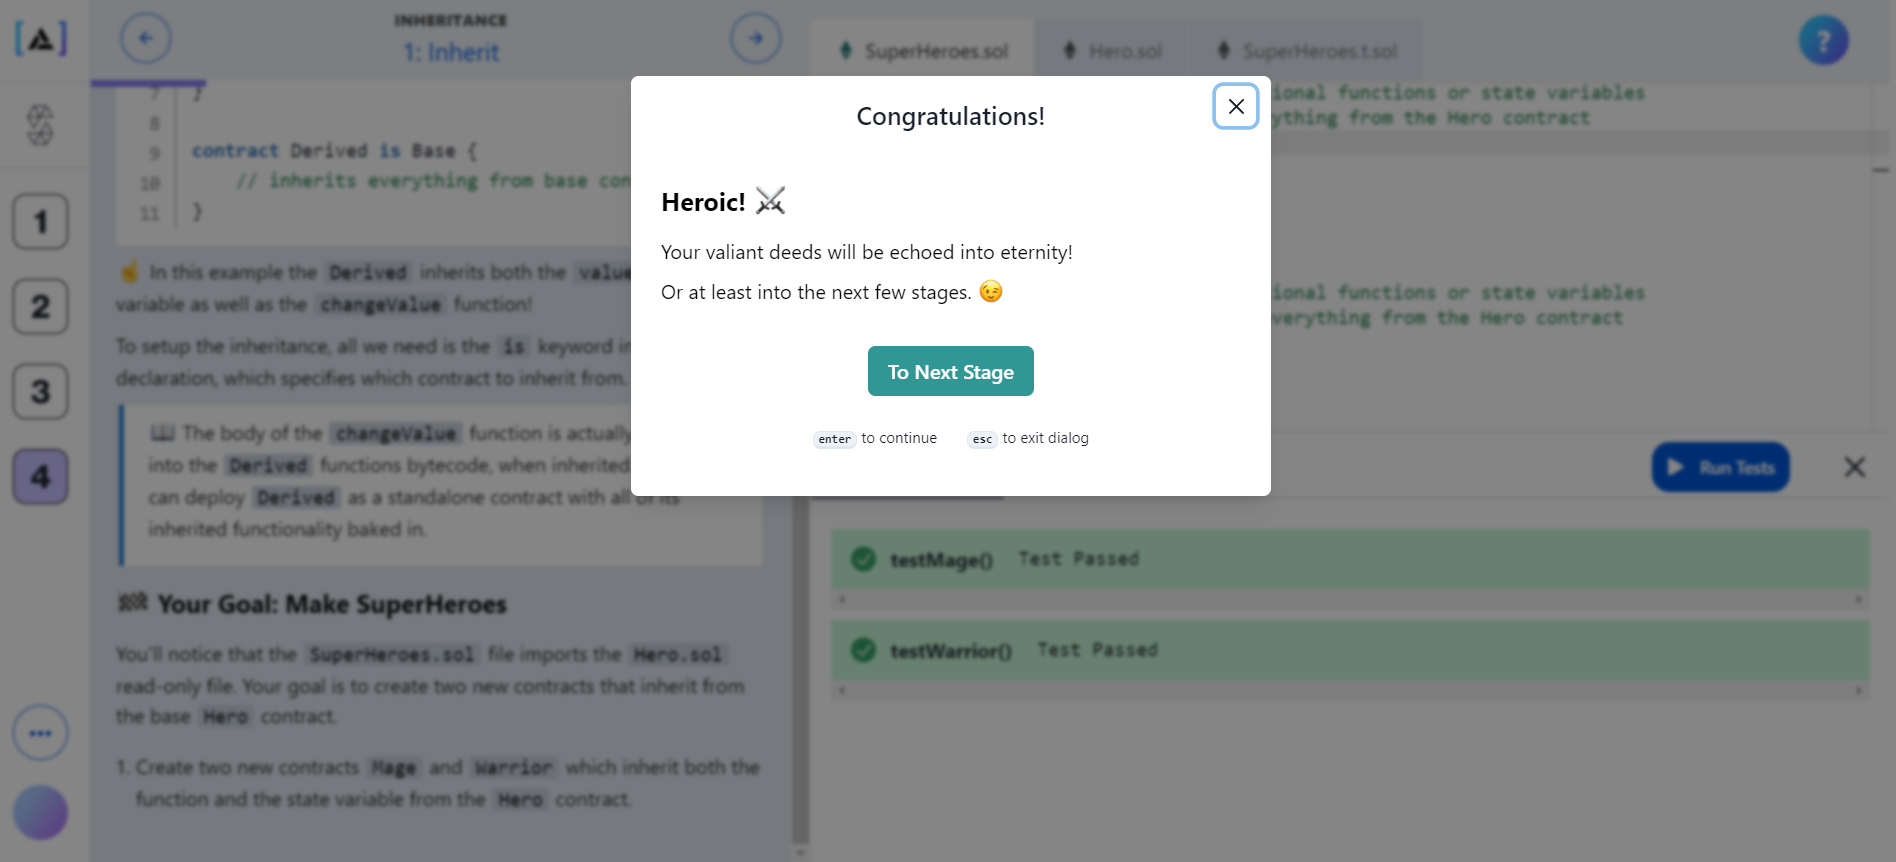 INHERITANCE
1: Inherit
SuperHeroes.sol
Hero.sol
SuperHeroes.t.sol
?
1
2
3
4
7 }
8
9 contract Derived is Base {
10 // inherits everything from base
11 }
☝ In this example the Derived inherits both the value
variable as well as the changeValue function!
To setup the inheritance, all we need is the is keyword
declaration, which specifies which contract to inherit from.
📖 The body of the changeValue function is actually
into the Derived functions bytecode, when inherited
can deploy Derived as a standalone contract with all of its
inherited functionality baked in.
🏁 Your Goal: Make SuperHeroes
You'll notice that the SuperHeroes.sol file imports the Hero.sol
read-only file. Your goal is to create two new contracts that inherit from
the base Hero contract.
1. Create two new contracts Mage and Warrior which inherit both the
function and the state variable from the Hero contract.
Congratulations!
Heroic! ⚔
Your valiant deeds will be echoed into eternity!
Or at least into the next few stages. 😉
To Next Stage
enter to continue esc to exit dialog
ional functions or state variables
ything from the Hero contract
ional functions or state variables
verything from the Hero contract
Run Tests
testMage() Test Passed
testWarrior() Test Passed